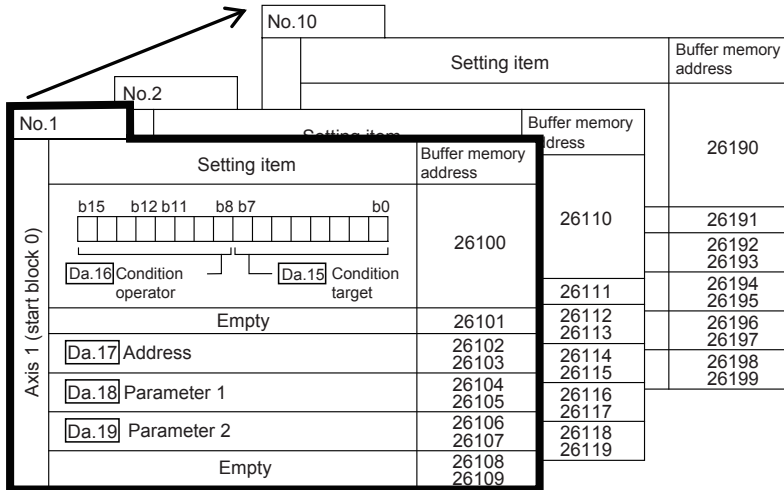 No.10
Setting item
Buffer memory
address
26190
26191
26192
26193
26194
26195
26196
26197
26198
26199
No.2
Buffer memory
26110
26111
26112
26113
26114
26115
26116
26117
26118
26119
No.1
Axis 1 (start block 0)
Setting item
Buffer memory
address
b15 b12 b11 b8 b7 b0
Da.16 Condition
operator
Da.15 Condition
target
26100
Empty
26101
Da.17 Address
26102
26103
Da.18 Parameter 1
26104
26105
Da.19 Parameter 2
26106
26107
Empty
26108
26109